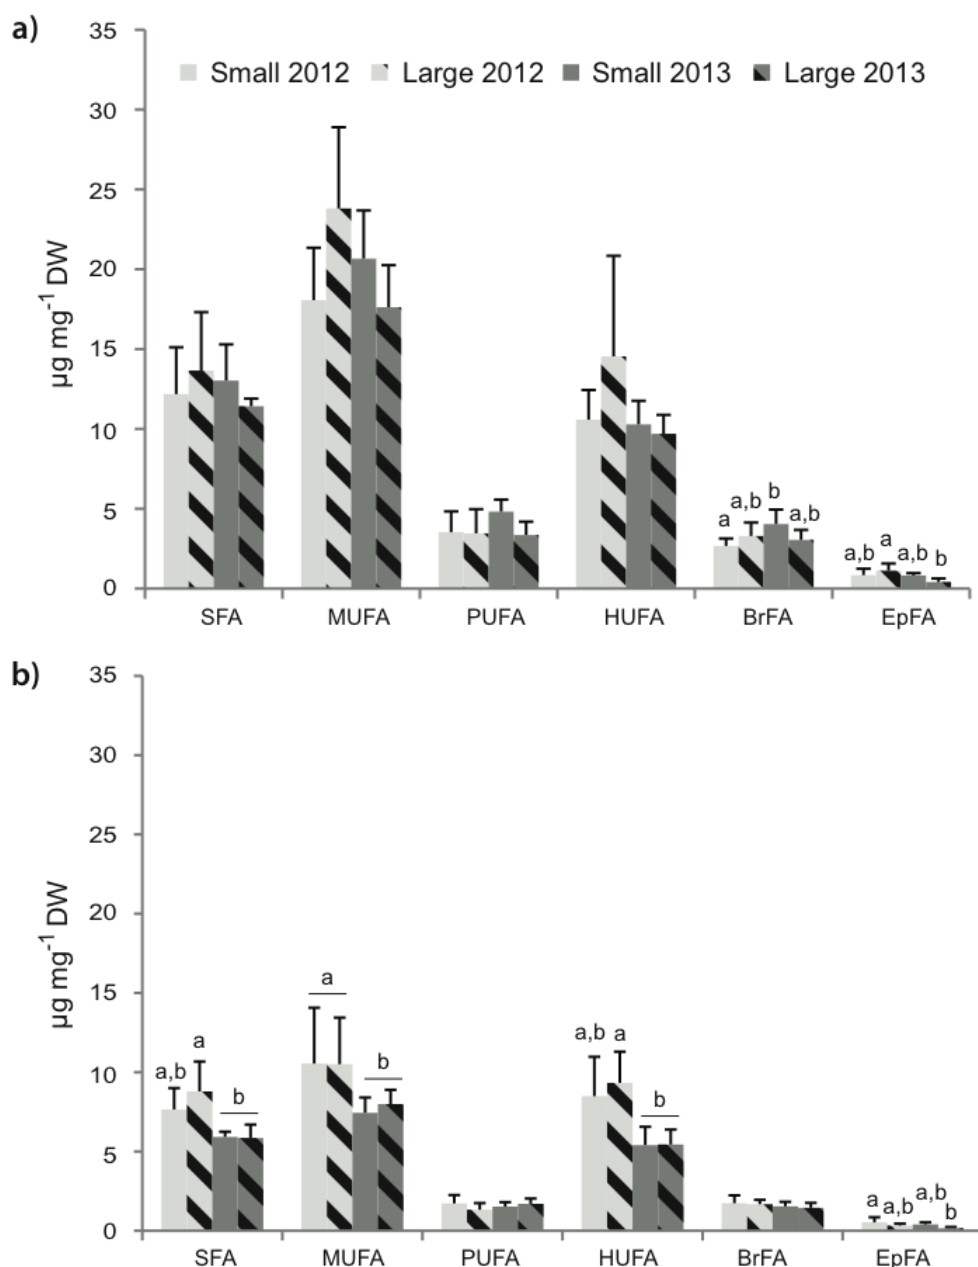 a)
35
Small 2012 Large 2012 Small 2013 Large 2013
30
25
20
15
10
5
0
µg mg⁻¹ DW
a a,b b a,b
a,b a a,b b
SFA MUFA PUFA HUFA BrFA EpFA
b)
35
30
25
20
15
10
5
0
µg mg⁻¹ DW
a,b a b
a b
a,b a b
a a,b a,b b
SFA MUFA PUFA HUFA BrFA EpFA